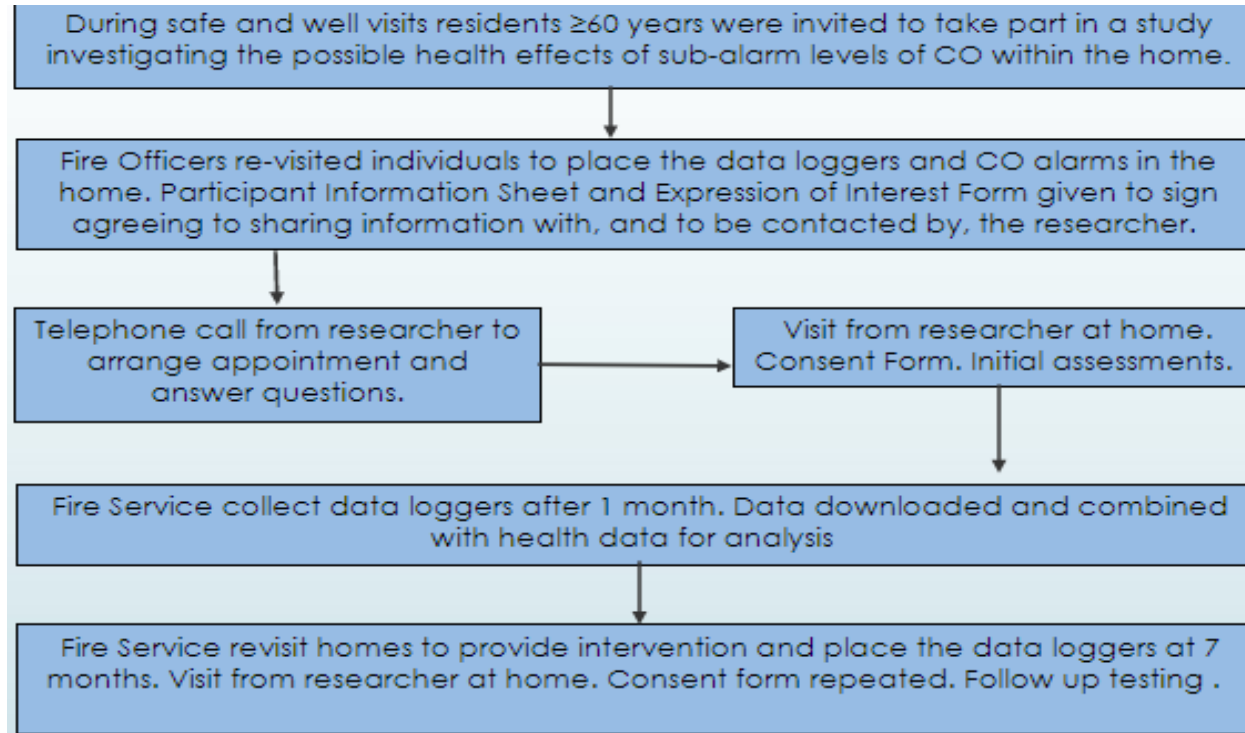 During safe and well visits residents ≥60 years were invited to take part in a study
investigating the possible health effects of sub-alarm levels of CO within the home.
Fire Officers re-visited individuals to place the data loggers and CO alarms in the
home. Participant Information Sheet and Expression of Interest Form given to sign
agreeing to sharing information with, and to be contacted by, the researcher.
Telephone call from researcher to
arrange appointment and
answer questions.
Visit from researcher at home.
Consent Form. Initial assessments.
Fire Service collect data loggers after 1 month. Data downloaded and combined
with health data for analysis
Fire Service revisit homes to provide intervention and place the data loggers at 7
months. Visit from researcher at home. Consent form repeated. Follow up testing .